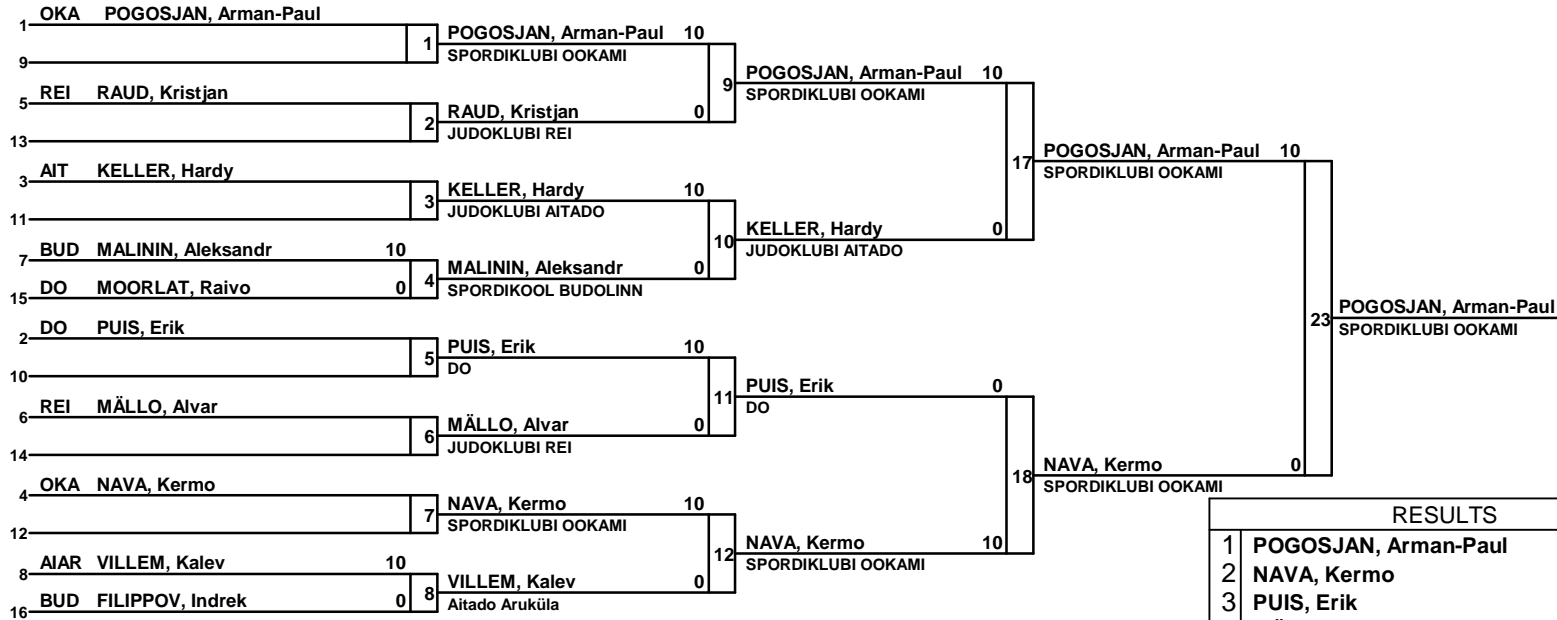 1 OKA POGOSJAN, Arman-Paul
9
1
POGOSJAN, Arman-Paul 10
SPORDIKLUBI OOKAMI
5 REI RAUD, Kristjan
13
2
RAUD, Kristjan 0
JUDOKLUBI REI
9
POGOSJAN, Arman-Paul 10
SPORDIKLUBI OOKAMI
3 AIT KELLER, Hardy
11
3
KELLER, Hardy 10
JUDOKLUBI AITADO
7 BUD MALININ, Aleksandr 10
15 DO MOORLAT, Raivo 0
4
MALININ, Aleksandr 0
SPORDIKOOL BUDOLINN
10
KELLER, Hardy 0
JUDOKLUBI AITADO
17
POGOSJAN, Arman-Paul 10
SPORDIKLUBI OOKAMI
2 DO PUIS, Erik
10
5
PUIS, Erik 10
DO
6 REI MÄLLO, Alvar
14
6
MÄLLO, Alvar 0
JUDOKLUBI REI
11
PUIS, Erik 0
DO
4 OKA NAVA, Kermo
12
7
NAVA, Kermo 10
SPORDIKLUBI OOKAMI
8 AIAR VILLEM, Kalev 10
16 BUD FILIPPOV, Indrek 0
8
VILLEM, Kalev 0
Aitado Aruküla
12
NAVA, Kermo 10
SPORDIKLUBI OOKAMI
18
NAVA, Kermo 0
SPORDIKLUBI OOKAMI
23
POGOSJAN, Arman-Paul
SPORDIKLUBI OOKAMI
RESULTS
1 POGOSJAN, Arman-Paul
2 NAVA, Kermo
3 PUIS, Erik